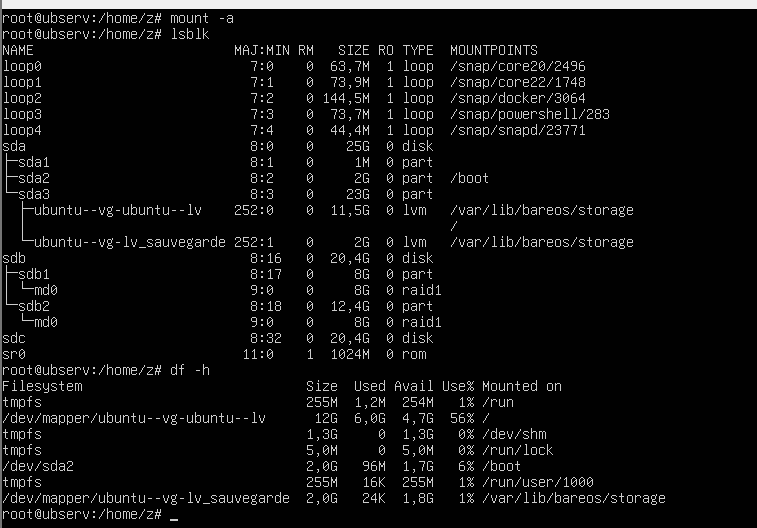 root@ubserv:/home/z# mount -a
root@ubserv:/home/z# lsblk
NAME                         MAJ:MIN RM   SIZE RO TYPE  MOUNTPOINTS
loop0                          7:0    0  63,7M  1 loop  /snap/core20/2496
loop1                          7:1    0  73,9M  1 loop  /snap/core22/1748
loop2                          7:2    0 144,5M  1 loop  /snap/docker/3064
loop3                          7:3    0  73,7M  1 loop  /snap/powershell/283
loop4                          7:4    0  44,4M  1 loop  /snap/snapd/23771
sda                            8:0    0    25G  0 disk
├─sda1                         8:1    0     1M  0 part
├─sda2                         8:2    0     2G  0 part  /boot
└─sda3                         8:3    0    23G  0 part
  ├─ubuntu--vg-ubuntu--lv    252:0    0  11,5G  0 lvm   /var/lib/bareos/storage
  │                                                     /
  └─ubuntu--vg-lv_sauvegarde 252:1    0     2G  0 lvm   /var/lib/bareos/storage
sdb                            8:16   0  20,4G  0 disk
├─sdb1                         8:17   0     8G  0 part
│ └─md0                        9:0    0     8G  0 raid1
└─sdb2                         8:18   0  12,4G  0 part
  └─md0                        9:0    0     8G  0 raid1
sdc                            8:32   0  20,4G  0 disk
sr0                           11:0    1  1024M  0 rom
root@ubserv:/home/z# df -h
Filesystem                            Size  Used Avail Use% Mounted on
tmpfs                                 255M  1,2M  254M   1% /run
/dev/mapper/ubuntu--vg-ubuntu--lv      12G  6,0G  4,7G  56% /
tmpfs                                 1,3G     0  1,3G   0% /dev/shm
tmpfs                                 5,0M     0  5,0M   0% /run/lock
/dev/sda2                             2,0G   96M  1,7G   6% /boot
tmpfs                                 255M   16K  255M   1% /run/user/1000
/dev/mapper/ubuntu--vg-lv_sauvegarde  2,0G   24K  1,8G   1% /var/lib/bareos/storage
root@ubserv:/home/z# _